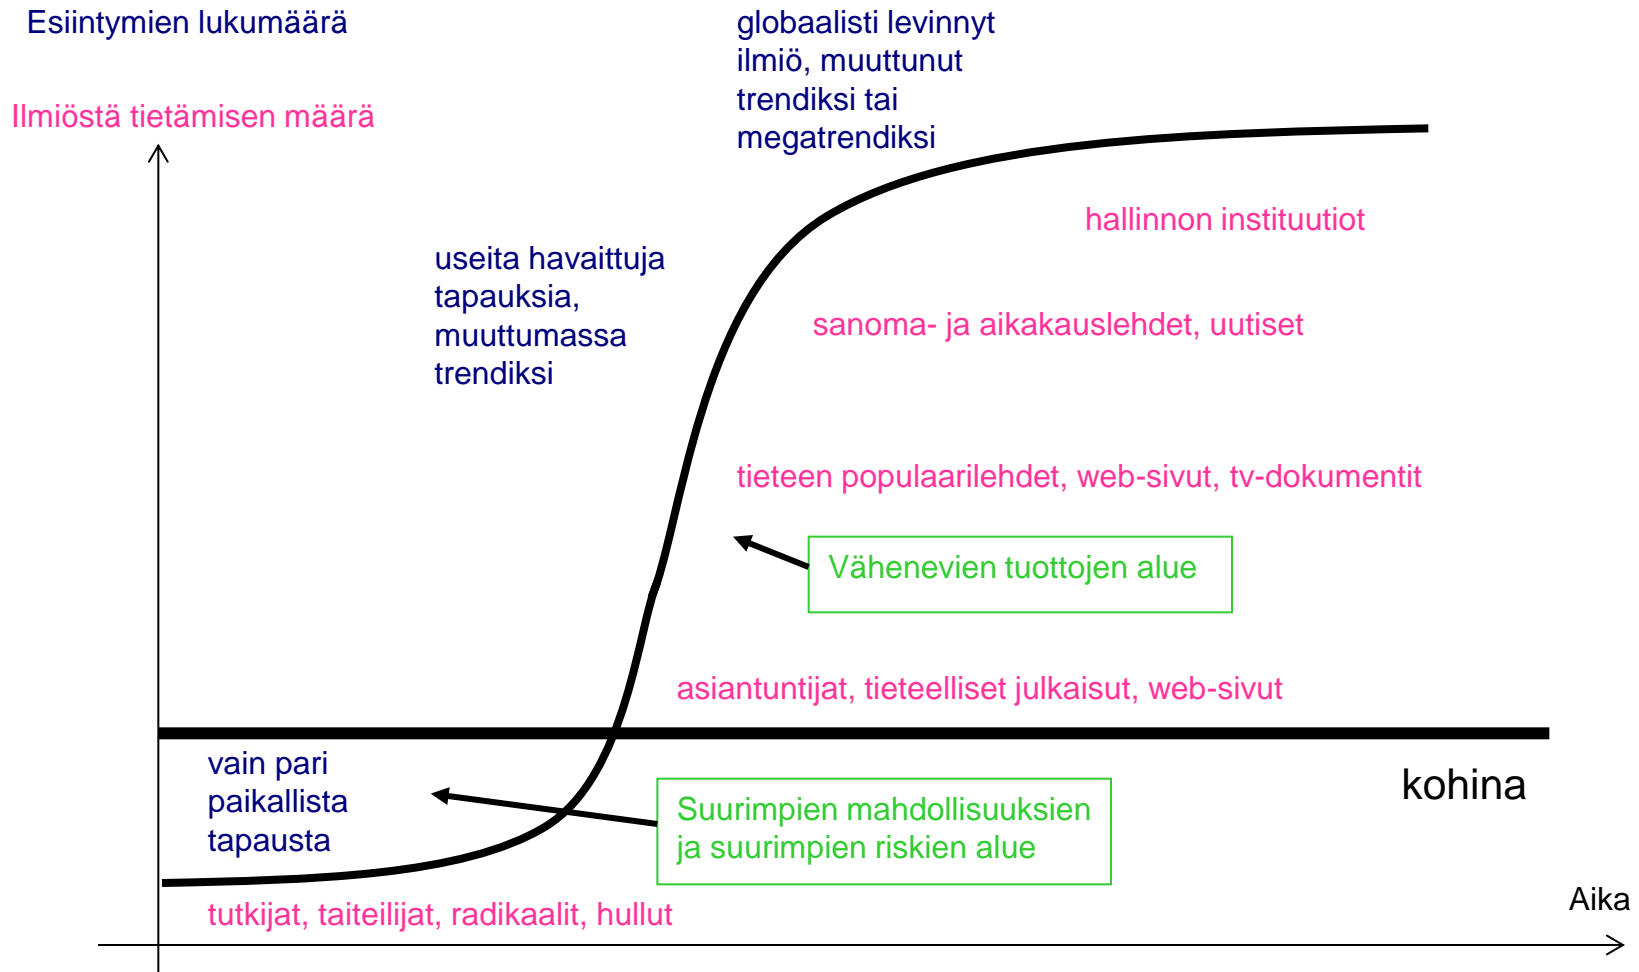 Esiintymien lukumäärä
Ilmiöstä tietämisen määrä
globaalisti levinnyt
ilmiö, muuttunut
trendiksi tai
megatrendiksi
hallinnon instituutiot
useita havaittuja
tapauksia,
muuttumassa
trendiksi
sanoma- ja aikakauslehdet, uutiset
tieteen populaarilehdet, web-sivut, tv-dokumentit
Vähenevien tuottojen alue
asiantuntijat, tieteelliset julkaisut, web-sivut
vain pari
paikallista
tapausta
kohina
Suurimpien mahdollisuuksien
ja suurimpien riskien alue
tutkijat, taiteilijat, radikaalit, hullut
Aika